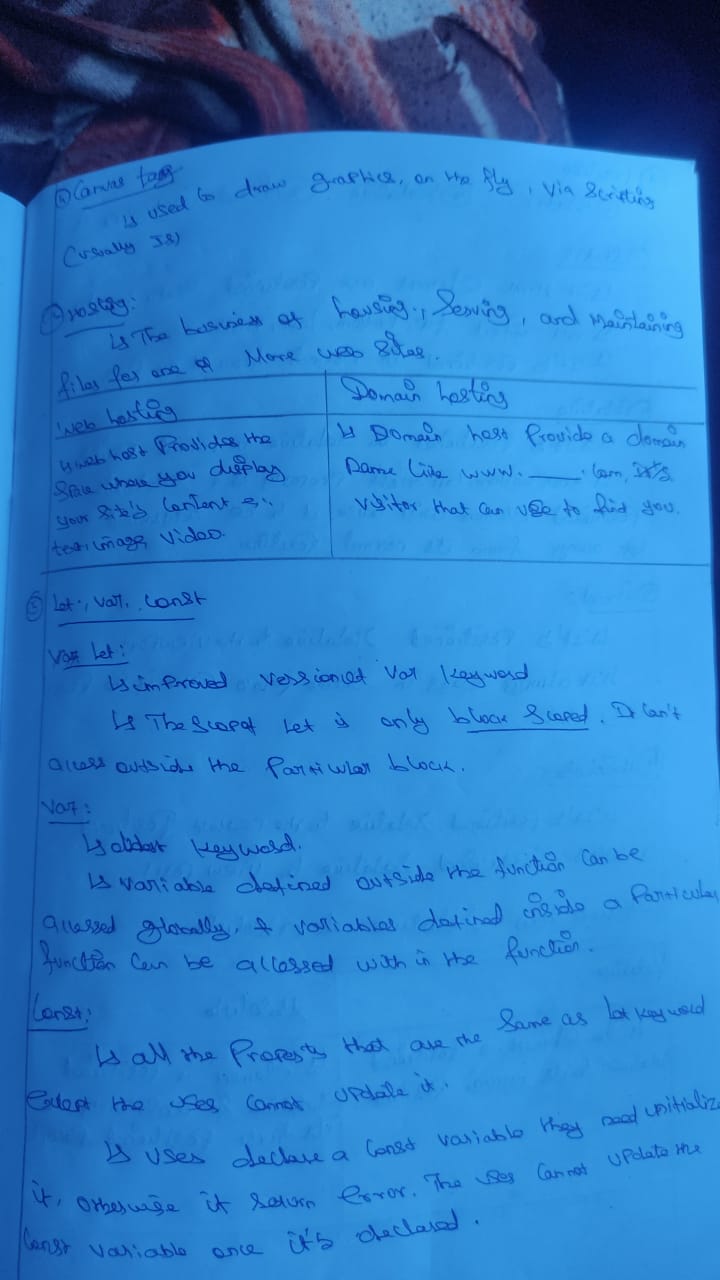 Canvas tag
↳ used to draw graphics, on the fly, via Scripting
(usually JS)
Hosting:
↳ The business of housing, Serving, and Maintaining
files for one or More web Sites.
Web hosting
Domain hosting
↳ web host Provides the
Space where you display
your Site's Content Eg:
text, image, Video.
↳ Domain host Provide a domain
name like www.____.com, It's
Visitor that can use to find you.
⑤ Let, Var, Const
Let:
↳ improved version of Var Keyword
↳ The Scope of Let is only block Scoped. It Can't
access outside the Particular block.
Var:
↳ oldest Keyword.
↳ Variable defined outside the function Can be
accessed globally, & variables defined inside a Particular
function Can be accessed with in the function.
Const:
↳ all the Property that are the Same as let keyword
Except the user Cannot update it.
↳ User declare a Const variable they need initialize
it, otherwise it return Error. The user Cannot update the
Const variable once it's declared.